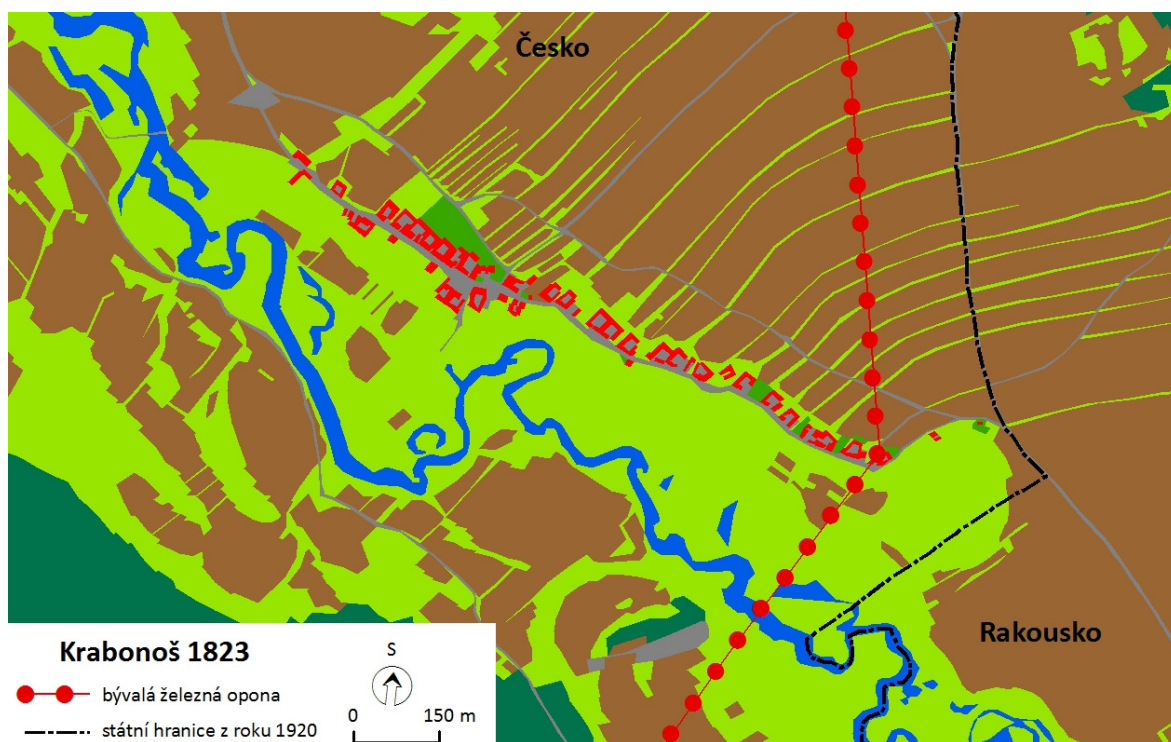 Česko
Rakousko
Krabonoš 1823
S
bývalá železná opona
0 150 m
státní hranice z roku 1920